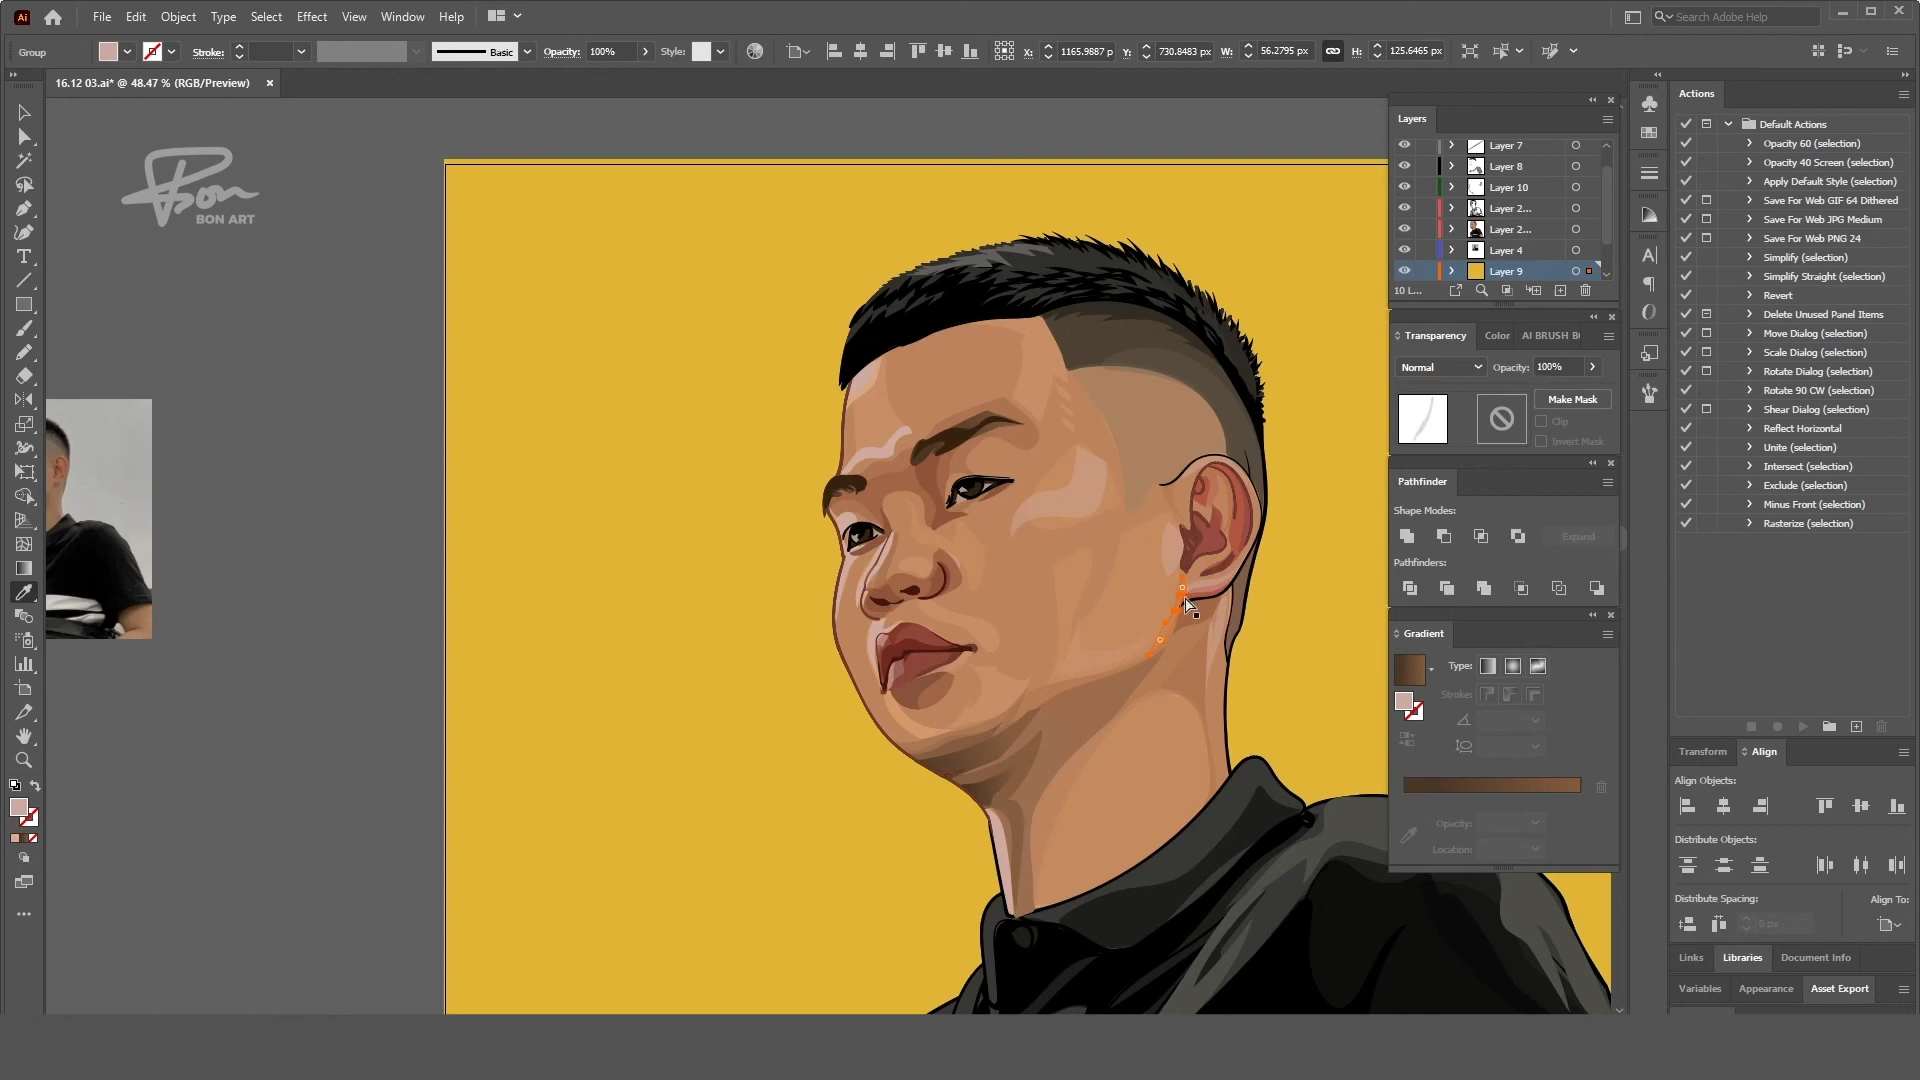 Ai File Edit Object Type Select Effect View Window Help
Search Adobe Help
Group Stroke: Basic Opacity: 100% Style: X: 1165.9887 p Y: 730.8483 px W: 56.2795 px H: 125.6465 px
16.12 03.ai* @ 48.47 % (RGB/Preview)
Bon
BON ART
Layers
Layer 7
Layer 8
Layer 10
Layer 2...
Layer 2...
Layer 4
Layer 9
10 L...
Transparency Color AI BRUSH B
Normal Opacity: 100%
Make Mask
Clip
Invert Mask
Pathfinder
Shape Modes:
Expand
Pathfinders:
Gradient
Type:
Stroke:
Opacity:
Location:
Actions
Default Actions
Opacity 60 (selection)
Opacity 40 Screen (selection)
Apply Default Style (selection)
Save For Web GIF 64 Dithered
Save For Web JPG Medium
Save For Web PNG 24
Simplify (selection)
Simplify Straight (selection)
Revert
Delete Unused Panel Items
Move Dialog (selection)
Scale Dialog (selection)
Rotate Dialog (selection)
Rotate 90 CW (selection)
Shear Dialog (selection)
Reflect Horizontal
Unite (selection)
Intersect (selection)
Exclude (selection)
Minus Front (selection)
Rasterize (selection)
Transform Align
Align Objects:
Distribute Objects:
Distribute Spacing: Align To:
0 px
Links Libraries Document Info
Variables Appearance Asset Export